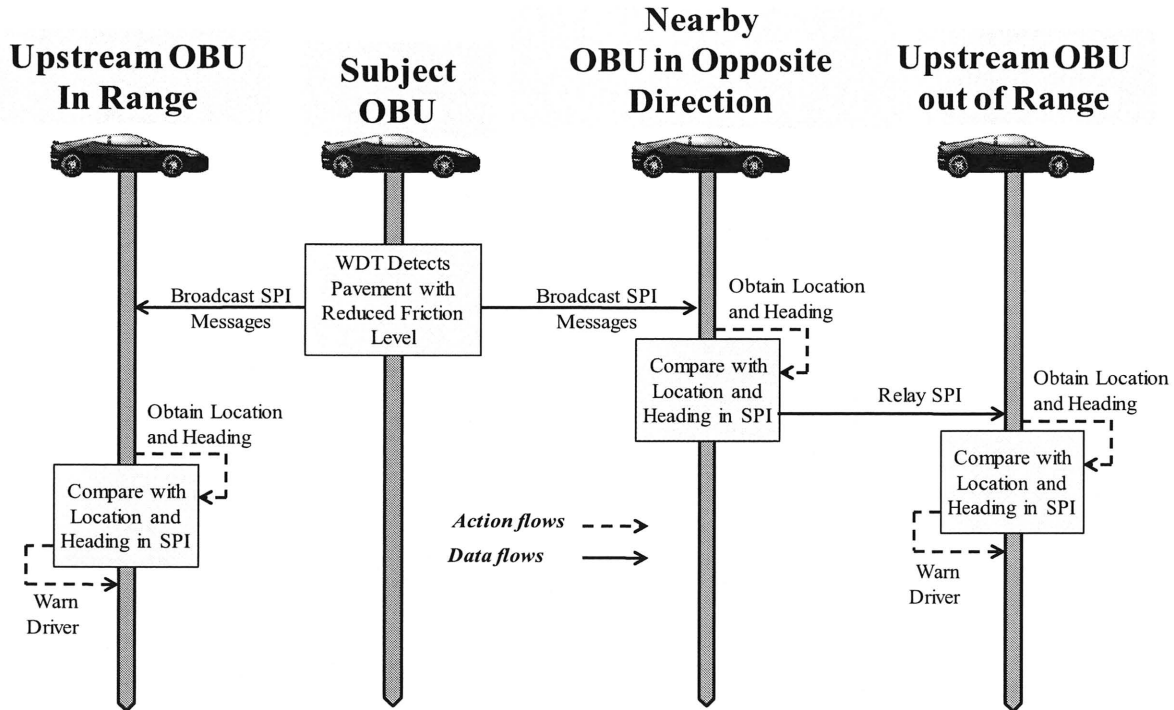 Upstream OBU
In Range
Subject
OBU
Nearby
OBU in Opposite
Direction
Upstream OBU
out of Range
WDT Detects
Pavement with
Reduced Friction
Level
Broadcast SPI
Messages
Broadcast SPI
Messages
Obtain Location
and Heading
Compare with
Location and
Heading in SPI
Relay SPI
Obtain Location
and Heading
Compare with
Location and
Heading in SPI
Warn
Driver
Obtain Location
and Heading
Compare with
Location and
Heading in SPI
Warn
Driver
Action flows
Data flows